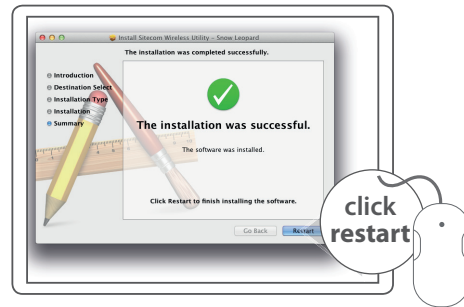 Install Sitecom Wireless Utility – Snow Leopard
The installation was completed successfully.
Introduction
Destination Select
Installation Type
Installation
Summary
The installation was successful.
The software was installed.
Click Restart to finish installing the software.
Go Back
Restart
click
restart